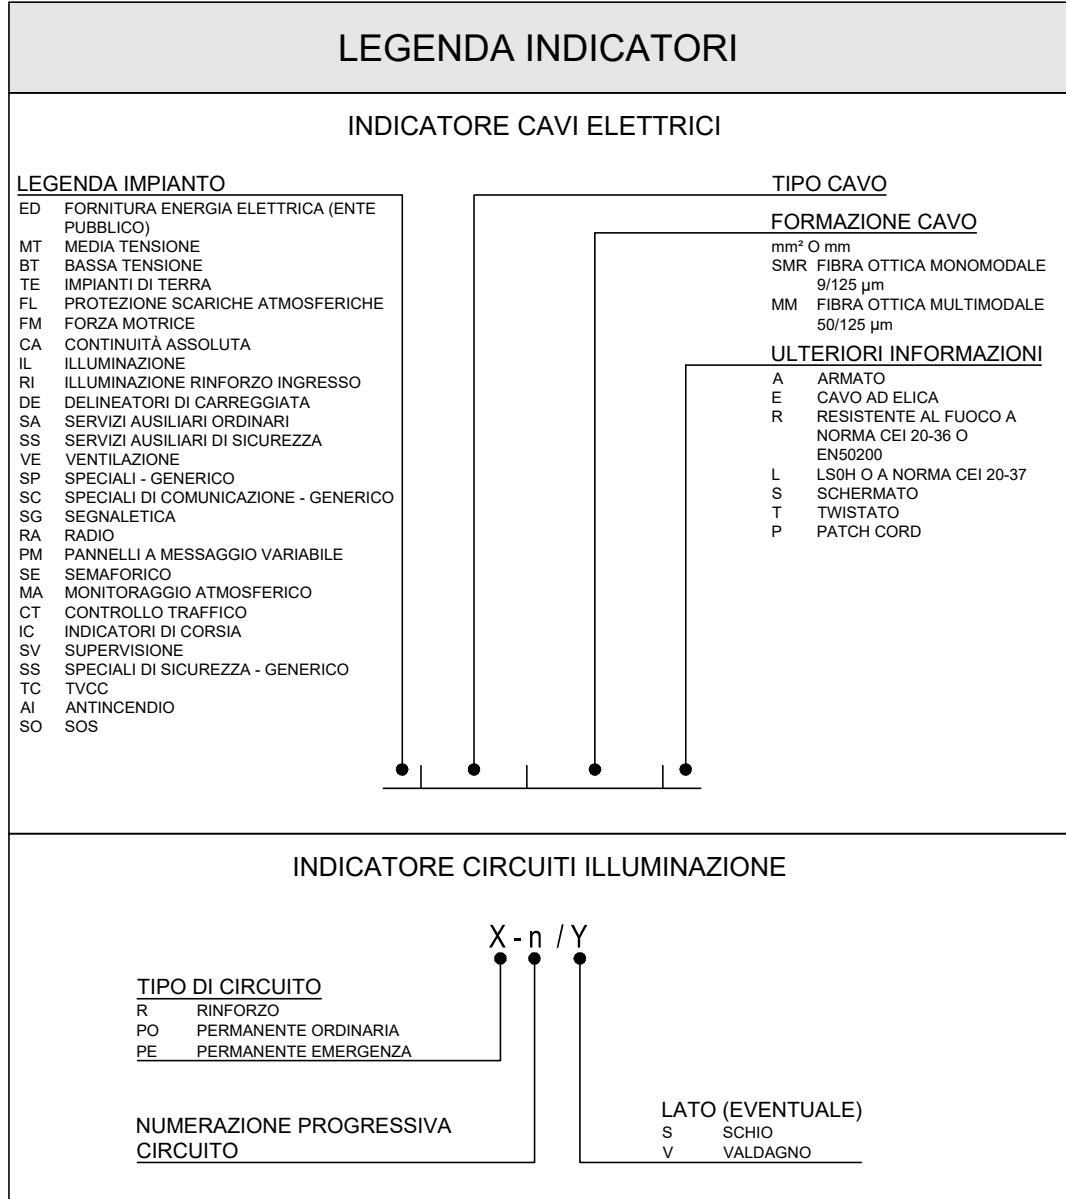 LEGENDA INDICATORI
INDICATORE CAVI ELETTRICI
LEGENDA IMPIANTO
ED FORNITURA ENERGIA ELETTRICA (ENTE
PUBBLICO)
MT MEDIA TENSIONE
BT BASSA TENSIONE
TE IMPIANTI DI TERRA
FL PROTEZIONE SCARICHE ATMOSFERICHE
FM FORZA MOTRICE
CA CONTINUITÀ ASSOLUTA
IL ILLUMINAZIONE
RI ILLUMINAZIONE RINFORZO INGRESSO
DE DELINEATORI DI CARREGGIATA
SA SERVIZI AUSILIARI ORDINARI
SS SERVIZI AUSILIARI DI SICUREZZA
VE VENTILAZIONE
SP SPECIALI - GENERICO
SC SPECIALI DI COMUNICAZIONE - GENERICO
SG SEGNALETICA
RA RADIO
PM PANNELLI A MESSAGGIO VARIABILE
SE SEMAFORICO
MA MONITORAGGIO ATMOSFERICO
CT CONTROLLO TRAFFICO
IC INDICATORI DI CORSIA
SV SUPERVISIONE
SS SPECIALI DI SICUREZZA - GENERICO
TC TVCC
AI ANTINCENDIO
SO SOS
TIPO CAVO
FORMAZIONE CAVO
mm² O mm
SMR FIBRA OTTICA MONOMODALE
9/125 µm
MM FIBRA OTTICA MULTIMODALE
50/125 µm
ULTERIORI INFORMAZIONI
A ARMATO
E CAVO AD ELICA
R RESISTENTE AL FUOCO A
NORMA CEI 20-36 O
EN50200
L LS0H O A NORMA CEI 20-37
S SCHERMATO
T TWISTATO
P PATCH CORD
INDICATORE CIRCUITI ILLUMINAZIONE
X - n / Y
TIPO DI CIRCUITO
R RINFORZO
PO PERMANENTE ORDINARIA
PE PERMANENTE EMERGENZA
NUMERAZIONE PROGRESSIVA
CIRCUITO
LATO (EVENTUALE)
S SCHIO
V VALDAGNO